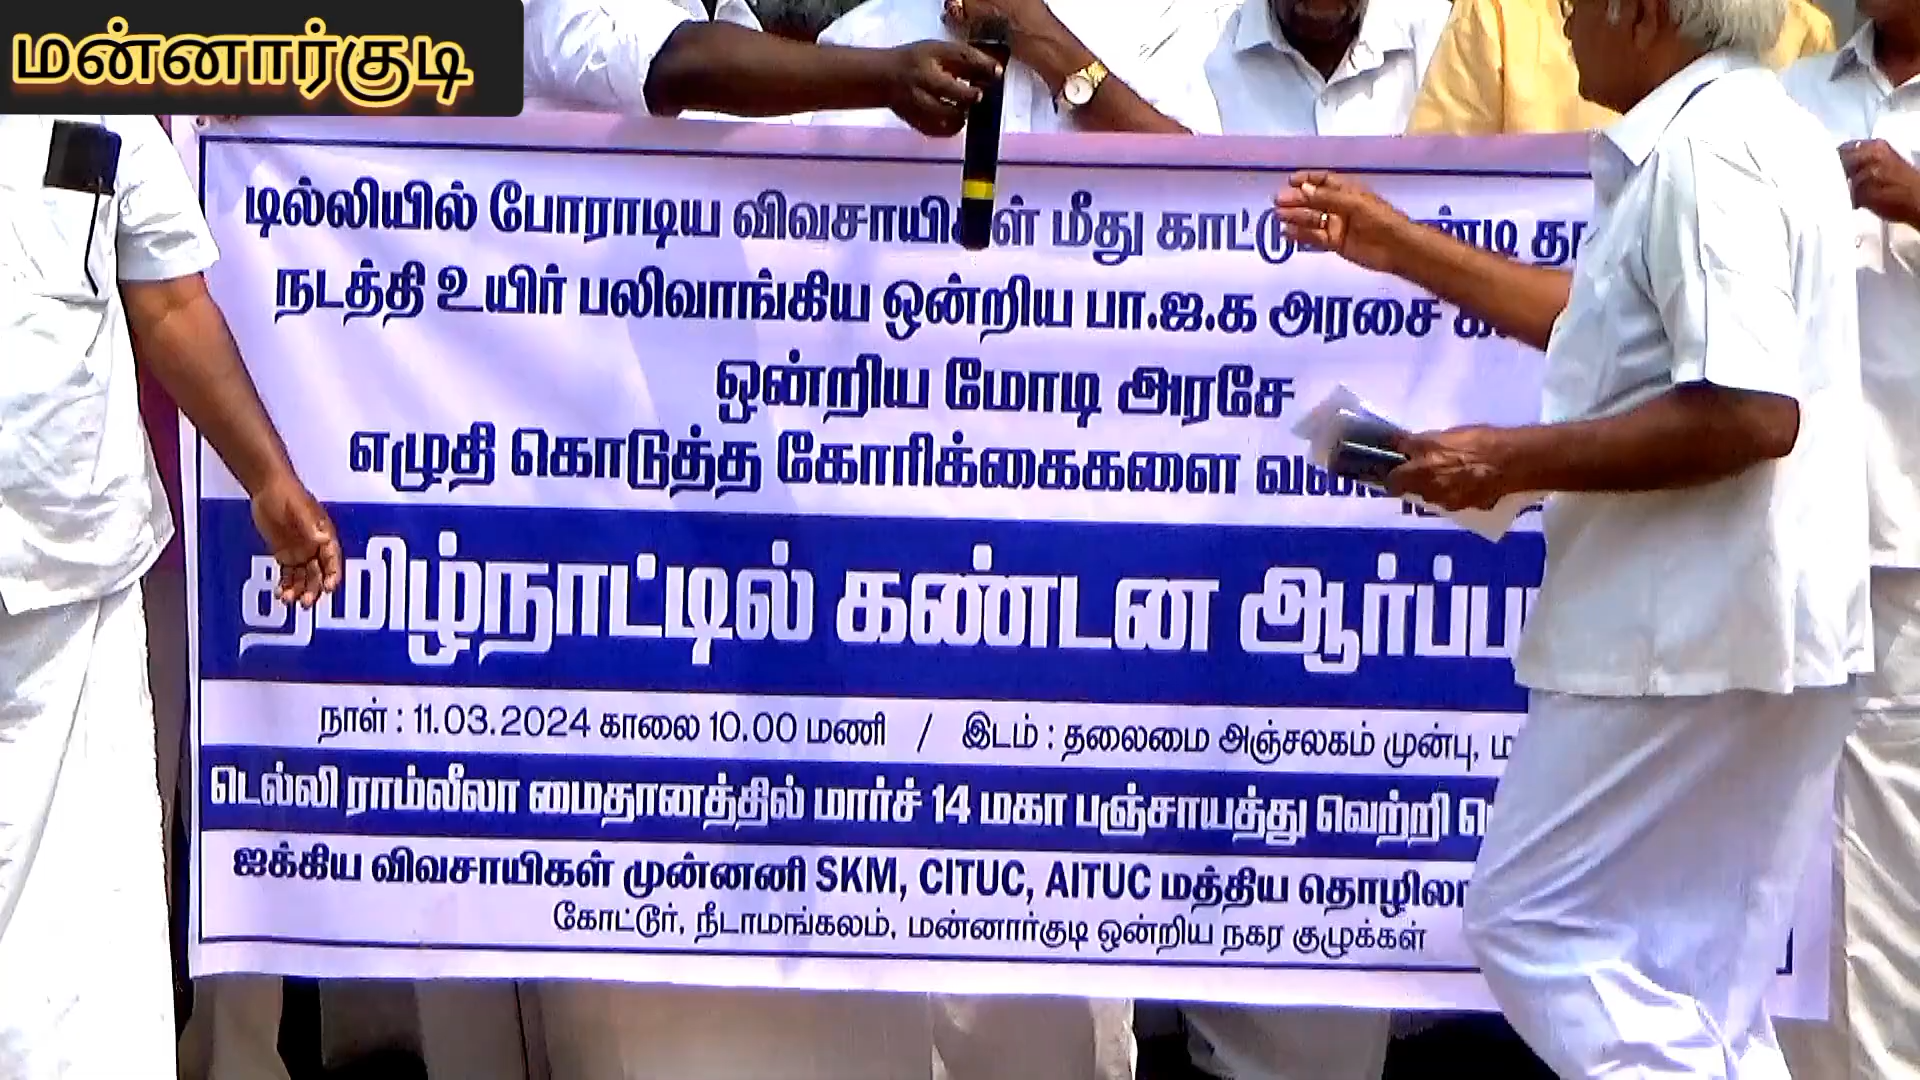 மன்னார்குடி
டில்லியில் போராடிய விவசாயிகள் மீது
நடத்தி உயிர் பலிவாங்கிய ஒன்றிய பா.ஜ.க அரசை
ஒன்றிய மோடி அரசே
எழுதி கொடுத்த கோரிக்கைகளை
தமிழ்நாட்டில் கண்டன
நாள் : 11.03.2024 காலை 10.00 மணி / இடம் : தலைமை அஞ்சலகம் முன்பு,
டெல்லி ராம்லீலா மைதானத்தில் மார்ச் 14 மகா பஞ்சாயத்து வெற்றி
ஐக்கிய விவசாயிகள் முன்னனி SKM, CITUC, AITUC மத்திய
கோட்டூர், நீடாமங்கலம், மன்னார்குடி ஒன்றிய நகர குழுக்கள்